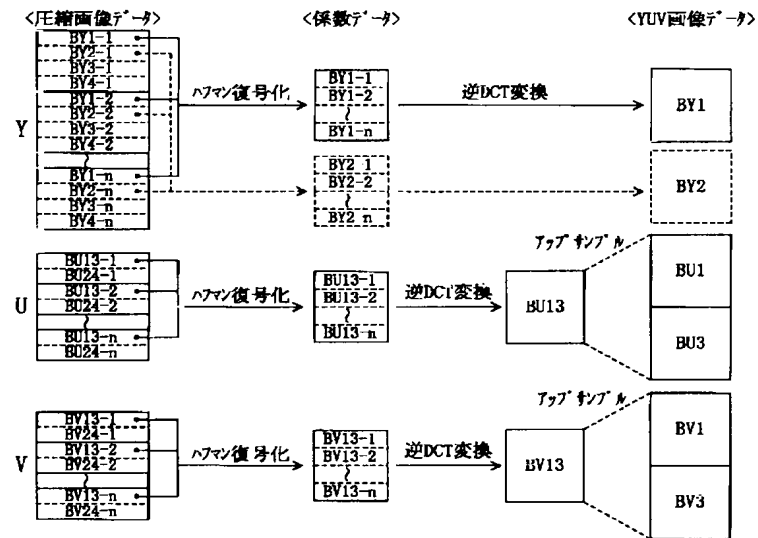 <圧縮画像データ> <係数データ> <YUV画像データ>
Y
BY1-1
BY2-1
BY3-1
BY4-1
BY1-2
BY2-2
BY3-2
BY4-2
BY1-n
BY2-n
BY3-n
BY4-n
ハフマン復号化
BY1-1
BY1-2
BY1-n
逆DCT変換
BY1
BY2 1
BY2-2
BY2 n
BY2
U
BU13-1
BU24-1
BU13-2
BU24-2
BU13-n
BU24-n
ハフマン復号化
BU13-1
BU13-2
BU13-n
逆DCT変換
BU13
アップサンプル
BU1
BU3
V
BV13-1
BV24-1
BV13-2
BV24-2
BV13-n
BV24-n
ハフマン復号化
BV13-1
BV13-2
BV13-n
逆DCT変換
BV13
アップサンプル
BV1
BV3